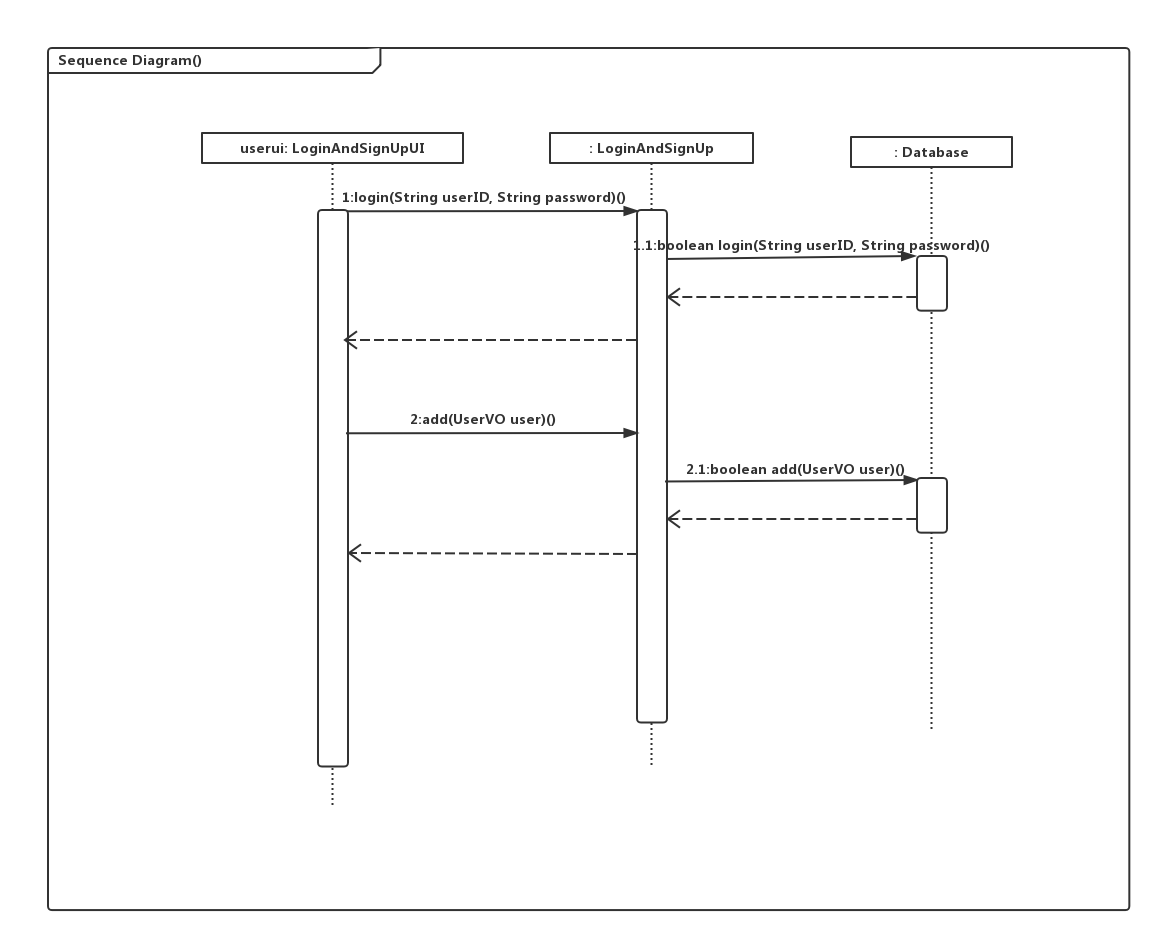 Sequence Diagram()
userui: LoginAndSignUpUI
: LoginAndSignUp
: Database
1:login(String userID, String password)()
1.1:boolean login(String userID, String password)()
2:add(UserVO user)()
2.1:boolean add(UserVO user)()